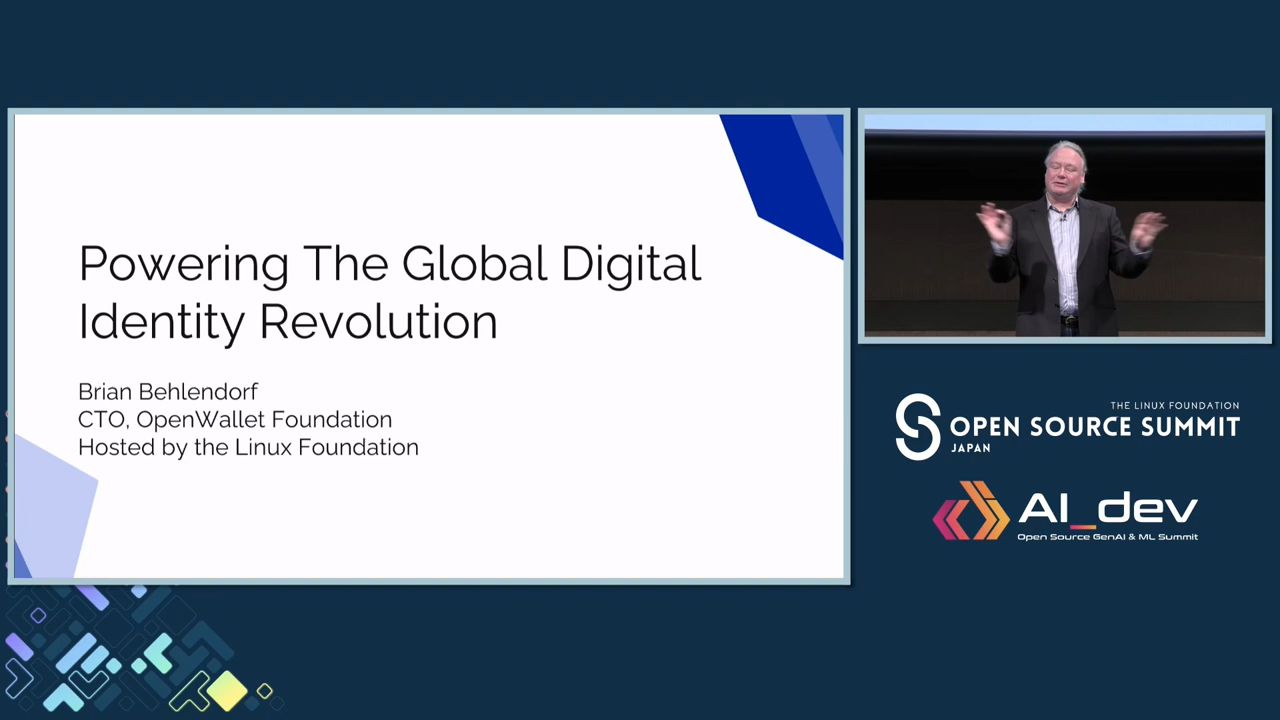 Powering The Global Digital
Identity Revolution
Brian Behlendorf
CTO, OpenWallet Foundation
Hosted by the Linux Foundation
THE LINUX FOUNDATION
OPEN SOURCE SUMMIT
JAPAN
AI_dev
Open Source GenAI & ML Summit